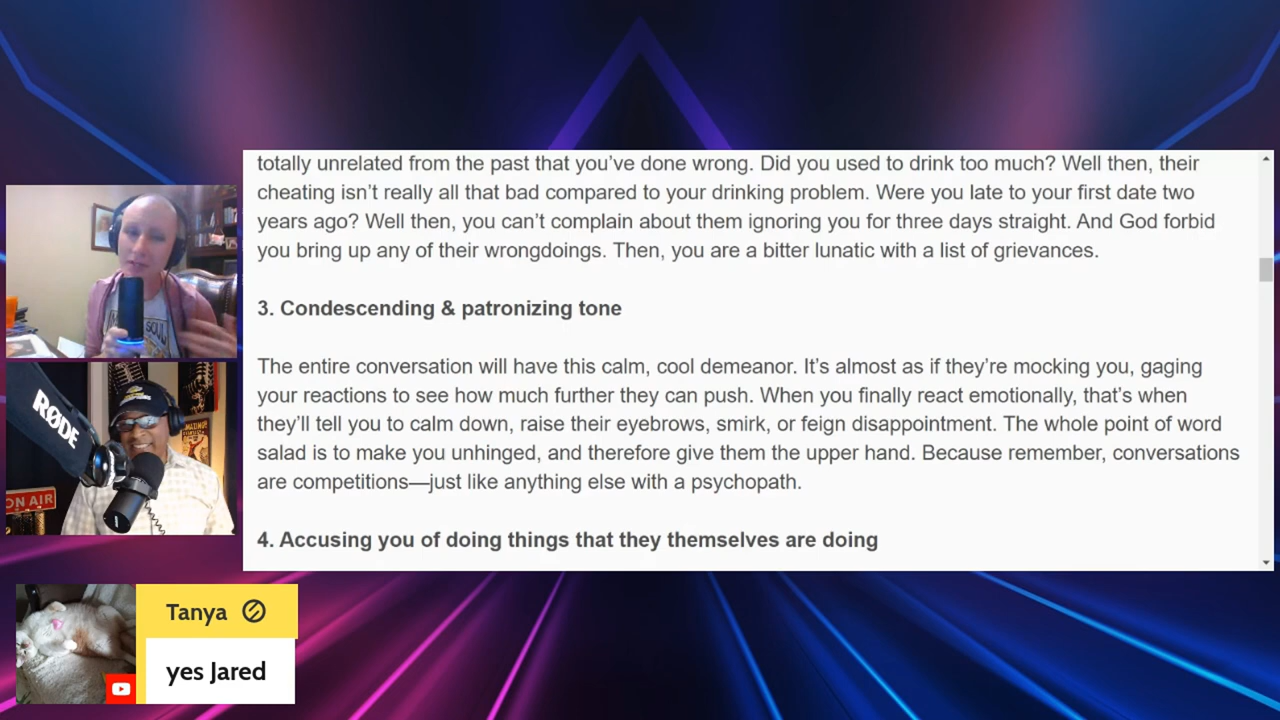 totally unrelated from the past that you’ve done wrong. Did you used to drink too much? Well then, their
cheating isn’t really all that bad compared to your drinking problem. Were you late to your first date two
years ago? Well then, you can’t complain about them ignoring you for three days straight. And God forbid
you bring up any of their wrongdoings. Then, you are a bitter lunatic with a list of grievances.
3. Condescending & patronizing tone
The entire conversation will have this calm, cool demeanor. It’s almost as if they’re mocking you, gaging
your reactions to see how much further they can push. When you finally react emotionally, that’s when
they’ll tell you to calm down, raise their eyebrows, smirk, or feign disappointment. The whole point of word
salad is to make you unhinged, and therefore give them the upper hand. Because remember, conversations
are competitions—just like anything else with a psychopath.
4. Accusing you of doing things that they themselves are doing
SOUL
RØDE
ON AIR
Tanya
yes Jared